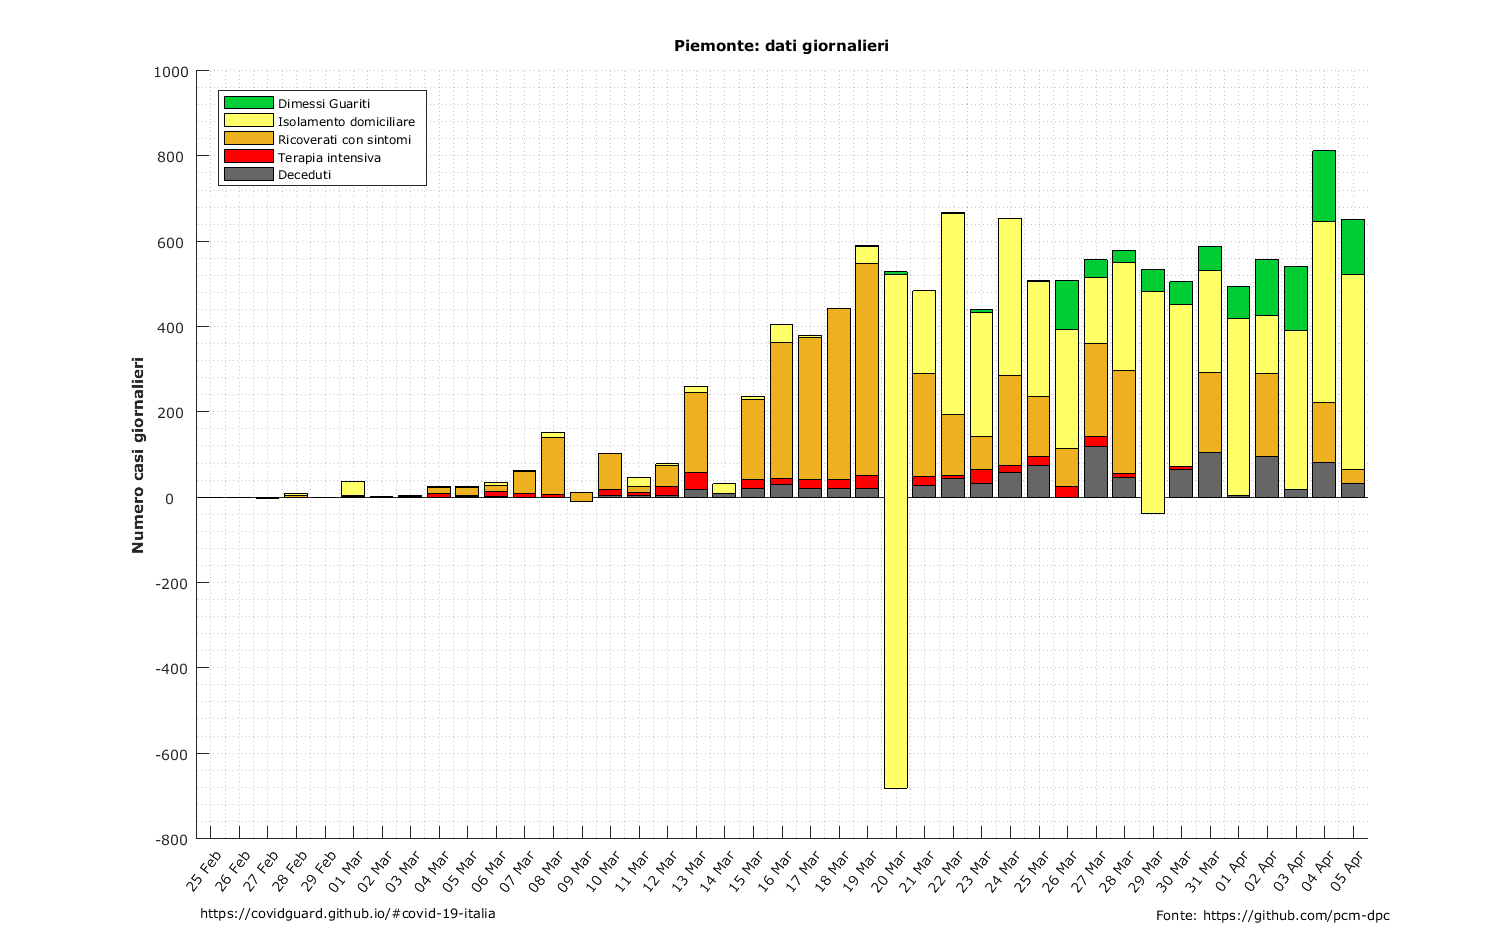 Piemonte: dati giornalieri
1000
800
600
400
200
0
-200
-400
-600
-800
Numero casi giornalieri
Dimessi Guariti
Isolamento domiciliare
Ricoverati con sintomi
Terapia intensiva
Deceduti
25 Feb
26 Feb
27 Feb
28 Feb
29 Feb
01 Mar
02 Mar
03 Mar
04 Mar
05 Mar
06 Mar
07 Mar
08 Mar
09 Mar
10 Mar
11 Mar
12 Mar
13 Mar
14 Mar
15 Mar
16 Mar
17 Mar
18 Mar
19 Mar
20 Mar
21 Mar
22 Mar
23 Mar
24 Mar
25 Mar
26 Mar
27 Mar
28 Mar
29 Mar
30 Mar
31 Mar
01 Apr
02 Apr
03 Apr
04 Apr
05 Apr
https://covidguard.github.io/#covid-19-italia
Fonte: https://github.com/pcm-dpc